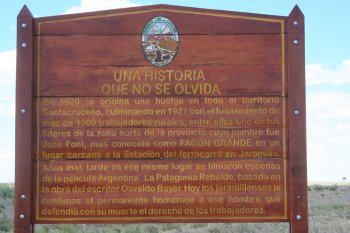 UNA HISTORIA
QUE NO SE OLVIDA
En 1920 se origina una huelga en todo el territorio
Santacruceño, culminando en 1921 con el fusilamiento de
mas de 1000 trabajadores rurales, entre ellos uno de los
lideres de la zona norte de la provincia cuyo nombre fue
José Font, mas conocido como FACON GRANDE en un
lugar cercano a la Estación del ferrocarril en Jaramillo.
Años mas tarde en ese mismo lugar se filmaron escenas
de la pelicula Argentina La Patagonia Rebelde, basada en
la obra del escritor Osvaldo Bayer. Hoy los jaramillenses le
rendimos el permanente homenaje a ese hombre que
defendio con su muerte el derecho de los trabajadores.